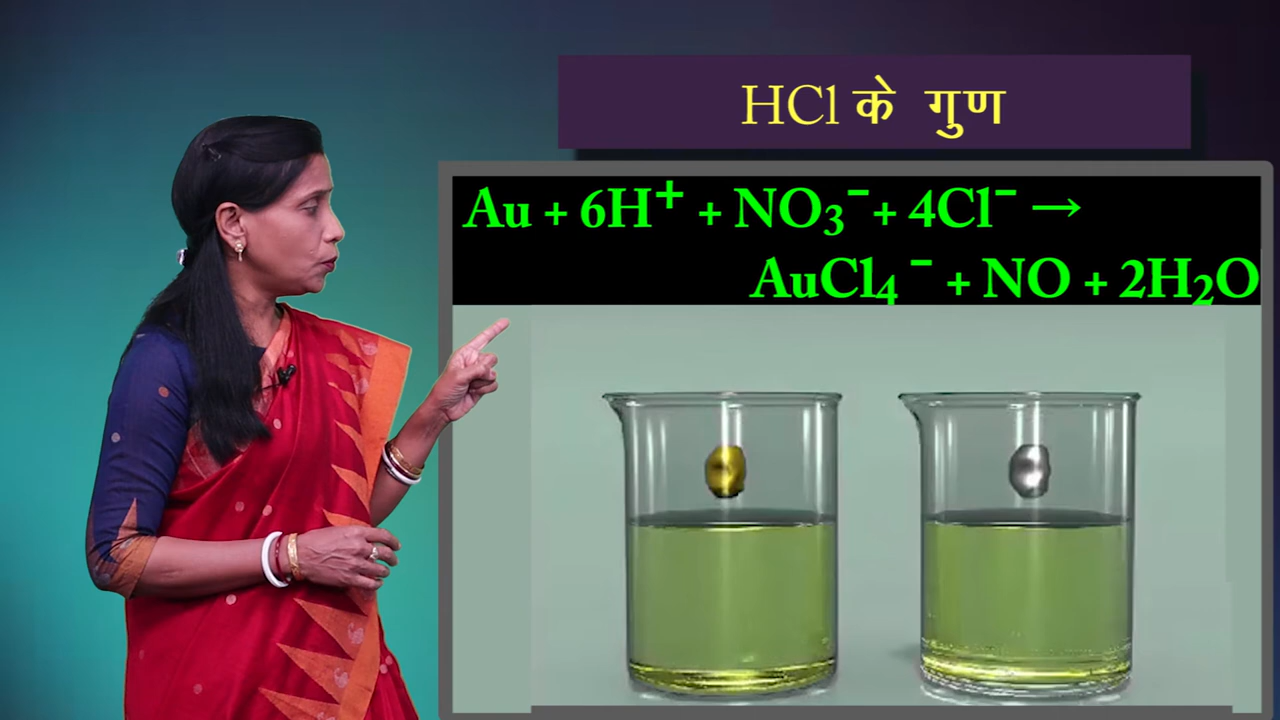 HCl के गुण
Au + 6H⁺ + NO₃⁻ + 4Cl⁻ →
AuCl₄⁻ + NO + 2H₂O